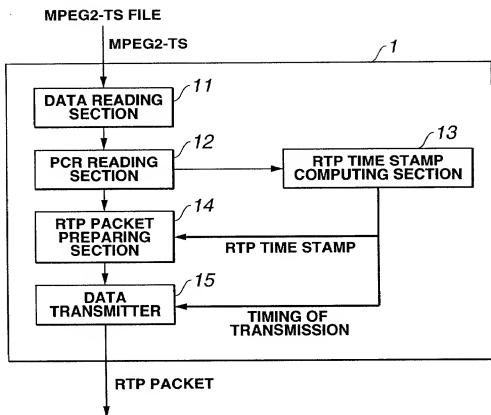 MPEG2-TS FILE
MPEG2-TS
1
DATA READING
SECTION
11
PCR READING
SECTION
12
RTP TIME STAMP
COMPUTING SECTION
13
RTP PACKET
PREPARING
SECTION
14
RTP TIME STAMP
DATA
TRANSMITTER
15
TIMING OF
TRANSMISSION
RTP PACKET